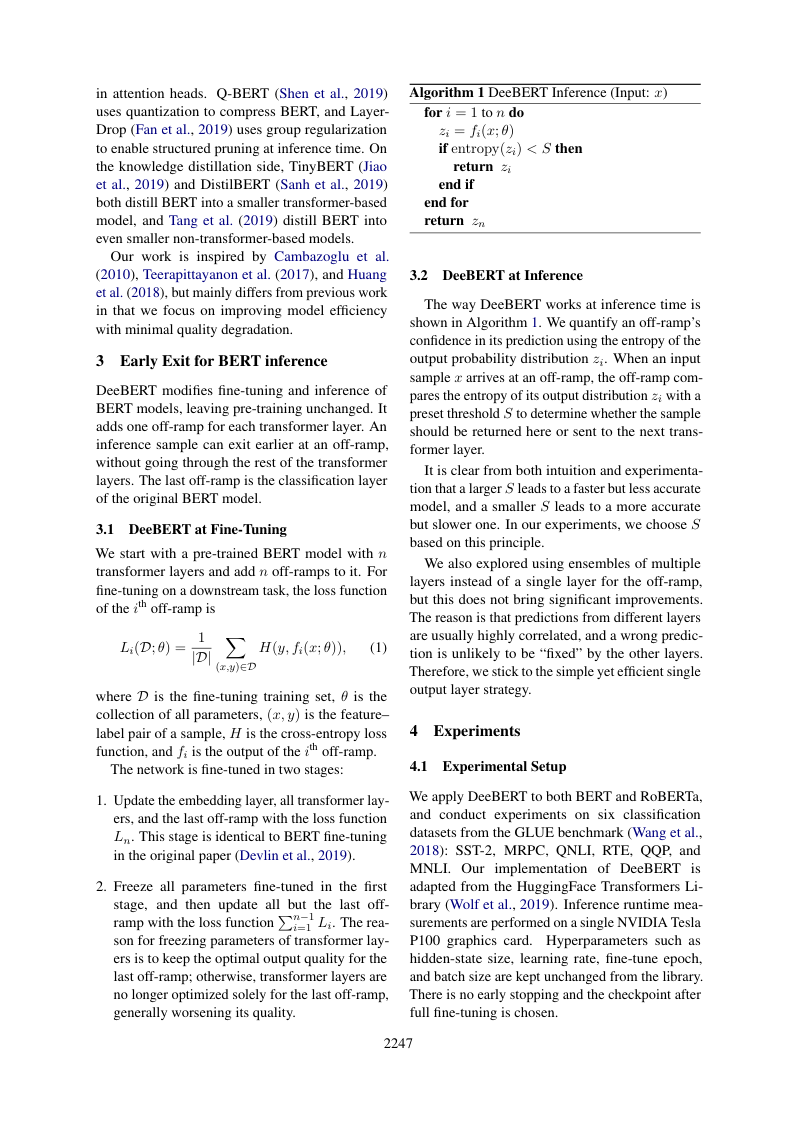 in attention heads. Q-BERT (Shen et al., 2019)
uses quantization to compress BERT, and Layer-
Drop (Fan et al., 2019) uses group regularization
to enable structured pruning at inference time. On
the knowledge distillation side, TinyBERT (Jiao
et al., 2019) and DistilBERT (Sanh et al., 2019)
both distill BERT into a smaller transformer-based
model, and Tang et al. (2019) distill BERT into
even smaller non-transformer-based models.
Our work is inspired by Cambazoglu et al.
(2010), Teerapittayanon et al. (2017), and Huang
et al. (2018), but mainly differs from previous work
in that we focus on improving model efficiency
with minimal quality degradation.
3 Early Exit for BERT inference
DeeBERT modifies fine-tuning and inference of
BERT models, leaving pre-training unchanged. It
adds one off-ramp for each transformer layer. An
inference sample can exit earlier at an off-ramp,
without going through the rest of the transformer
layers. The last off-ramp is the classification layer
of the original BERT model.
3.1 DeeBERT at Fine-Tuning
We start with a pre-trained BERT model with n
transformer layers and add n off-ramps to it. For
fine-tuning on a downstream task, the loss function
of the i^th off-ramp is
L_i(D; θ) = 1/|D| ∑_{(x,y)∈D} H(y, f_i(x; θ)), (1)
where D is the fine-tuning training set, θ is the
collection of all parameters, (x, y) is the feature–
label pair of a sample, H is the cross-entropy loss
function, and f_i is the output of the i^th off-ramp.
The network is fine-tuned in two stages:
1. Update the embedding layer, all transformer lay-
ers, and the last off-ramp with the loss function
L_n. This stage is identical to BERT fine-tuning
in the original paper (Devlin et al., 2019).
2. Freeze all parameters fine-tuned in the first
stage, and then update all but the last off-
ramp with the loss function ∑_{i=1}^{n−1} L_i. The rea-
son for freezing parameters of transformer lay-
ers is to keep the optimal output quality for the
last off-ramp; otherwise, transformer layers are
no longer optimized solely for the last off-ramp,
generally worsening its quality.
Algorithm 1 DeeBERT Inference (Input: x)
for i = 1 to n do
z_i = f_i(x; θ)
if entropy(z_i) < S then
return z_i
end if
end for
return z_n
3.2 DeeBERT at Inference
The way DeeBERT works at inference time is
shown in Algorithm 1. We quantify an off-ramp's
confidence in its prediction using the entropy of the
output probability distribution z_i. When an input
sample x arrives at an off-ramp, the off-ramp com-
pares the entropy of its output distribution z_i with a
preset threshold S to determine whether the sample
should be returned here or sent to the next trans-
former layer.
It is clear from both intuition and experimenta-
tion that a larger S leads to a faster but less accurate
model, and a smaller S leads to a more accurate
but slower one. In our experiments, we choose S
based on this principle.
We also explored using ensembles of multiple
layers instead of a single layer for the off-ramp,
but this does not bring significant improvements.
The reason is that predictions from different layers
are usually highly correlated, and a wrong predic-
tion is unlikely to be “fixed” by the other layers.
Therefore, we stick to the simple yet efficient single
output layer strategy.
4 Experiments
4.1 Experimental Setup
We apply DeeBERT to both BERT and RoBERTa,
and conduct experiments on six classification
datasets from the GLUE benchmark (Wang et al.,
2018): SST-2, MRPC, QNLI, RTE, QQP, and
MNLI. Our implementation of DeeBERT is
adapted from the HuggingFace Transformers Li-
brary (Wolf et al., 2019). Inference runtime mea-
surements are performed on a single NVIDIA Tesla
P100 graphics card. Hyperparameters such as
hidden-state size, learning rate, fine-tune epoch,
and batch size are kept unchanged from the library.
There is no early stopping and the checkpoint after
full fine-tuning is chosen.
2247